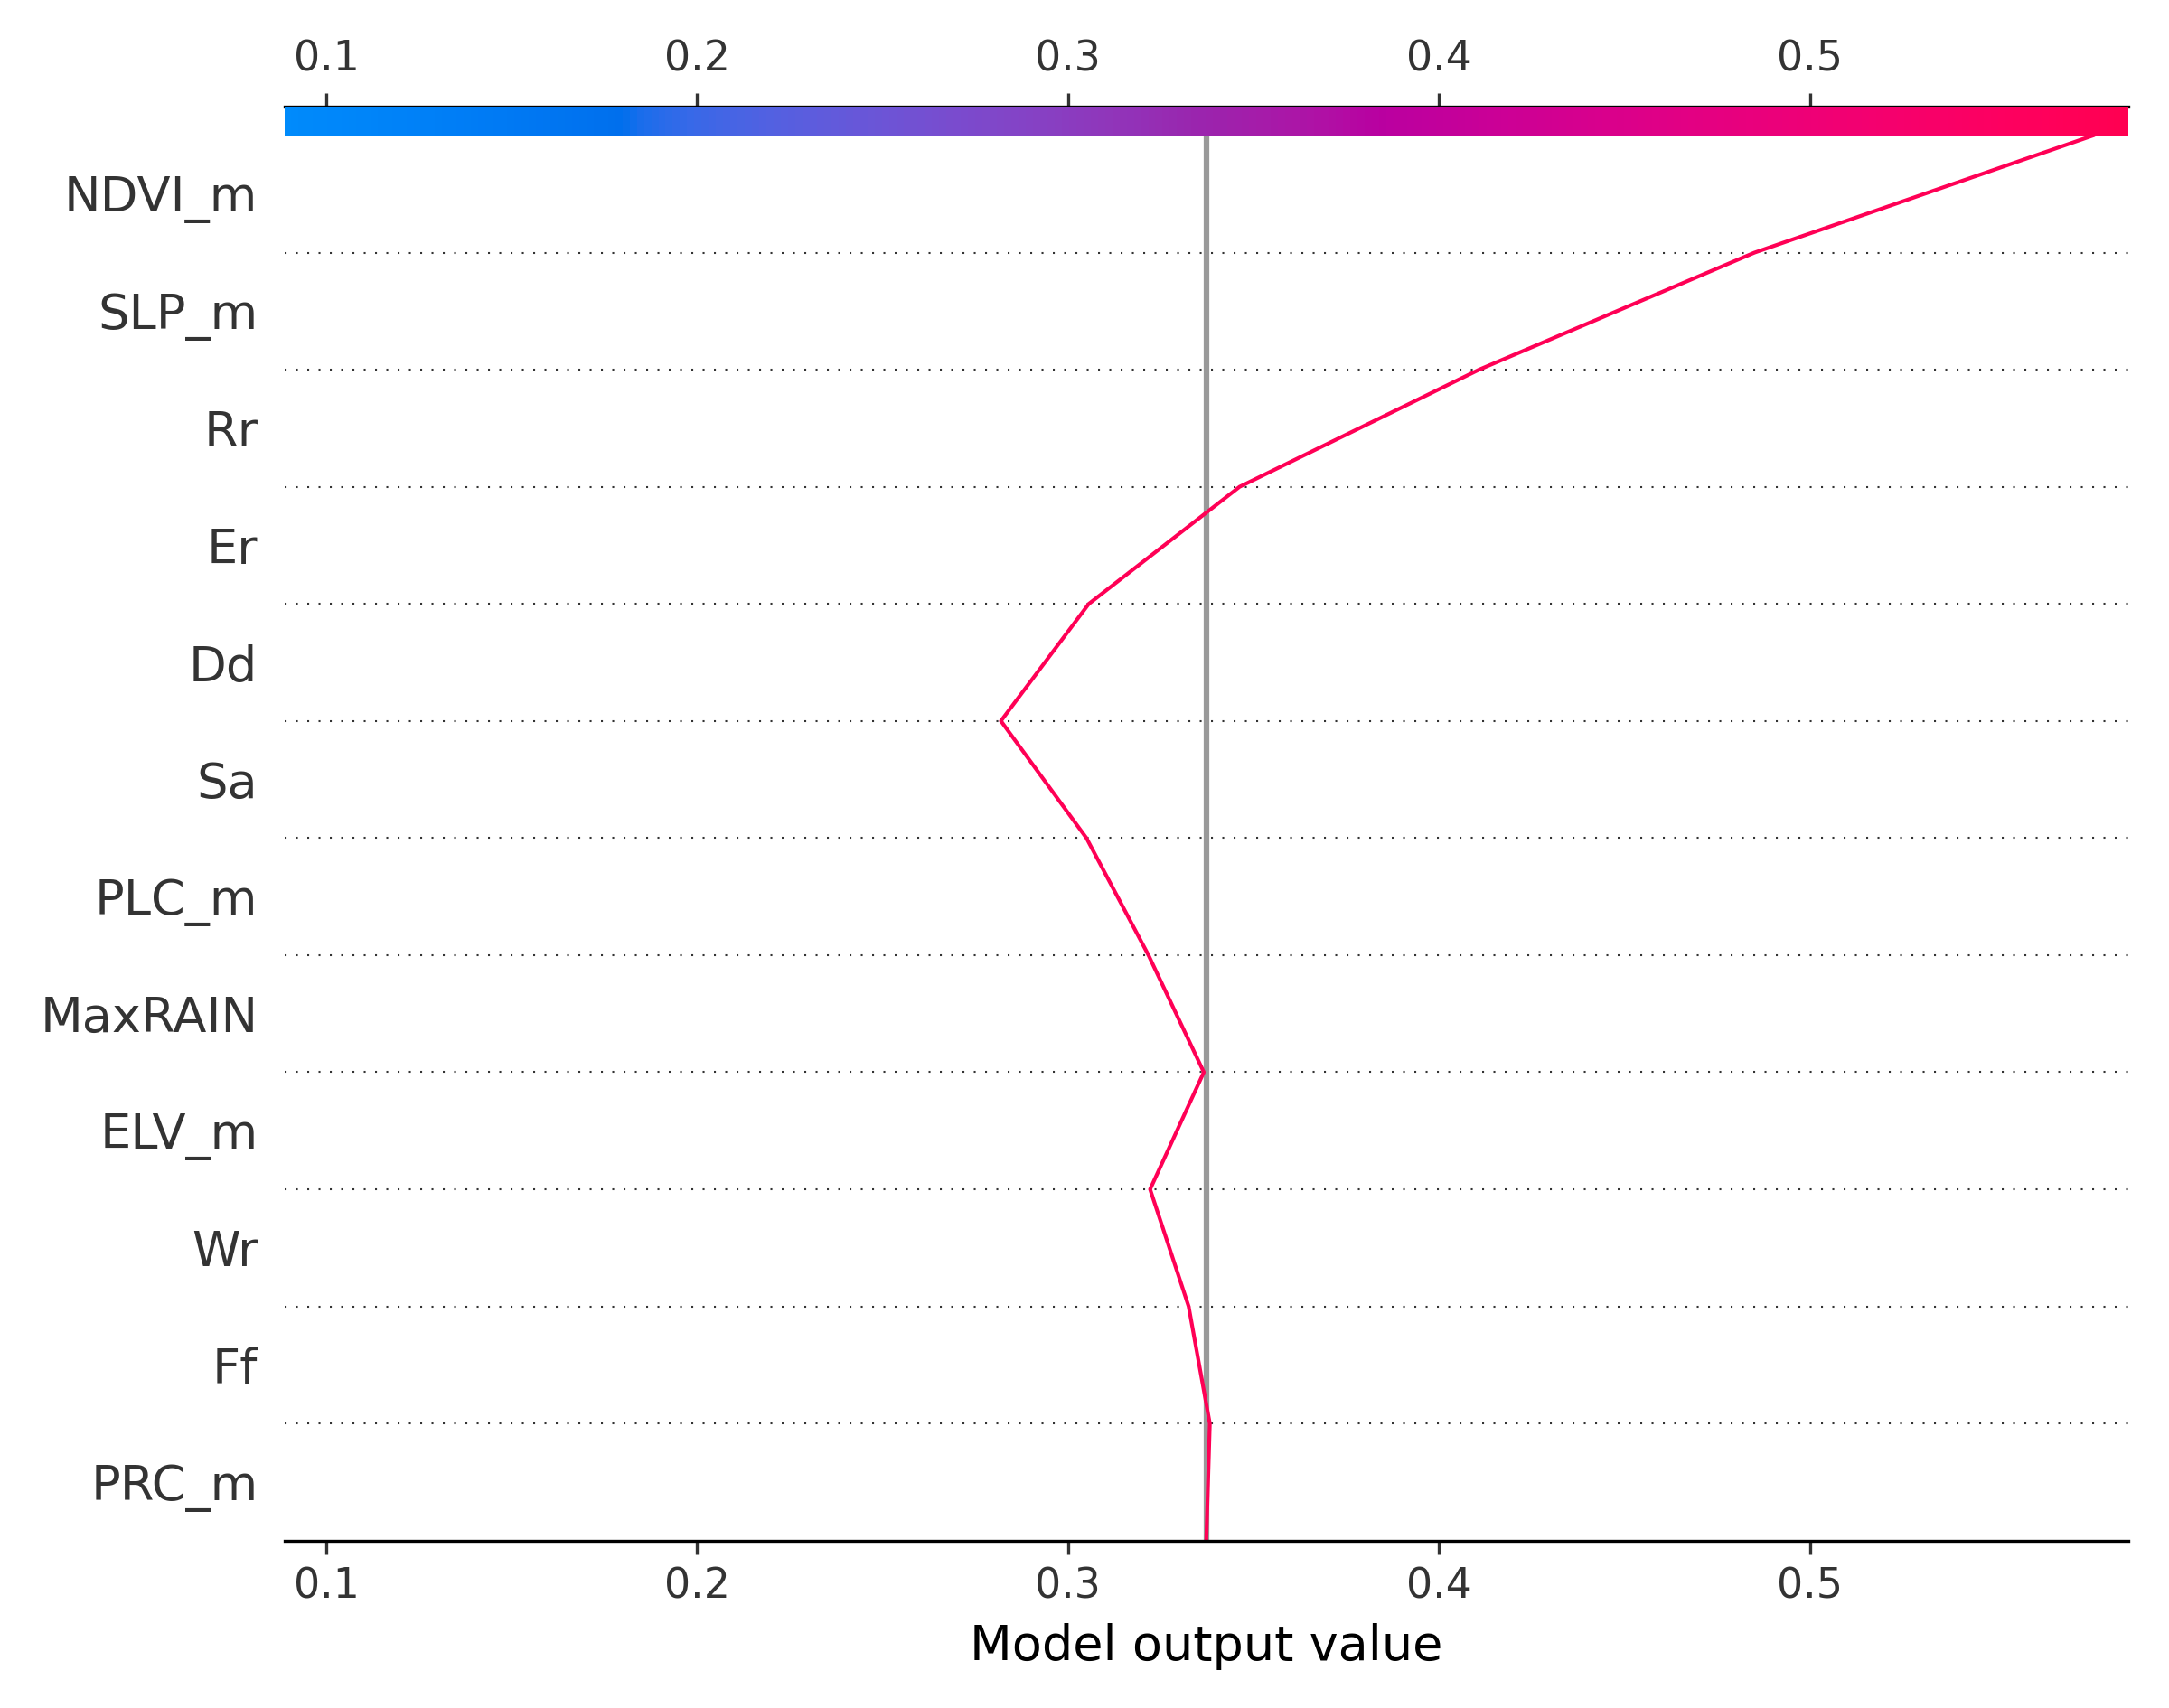 0.1 0.2 0.3 0.4 0.5
NDVI_m
SLP_m
Rr
Er
Dd
Sa
PLC_m
MaxRAIN
ELV_m
Wr
Ff
PRC_m
0.1 0.2 0.3 0.4 0.5
Model output value